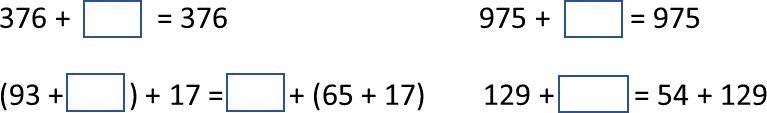 376 + = 376 975 + = 975
(93 + ) + 17 = + (65 + 17) 129 + = 54 + 129